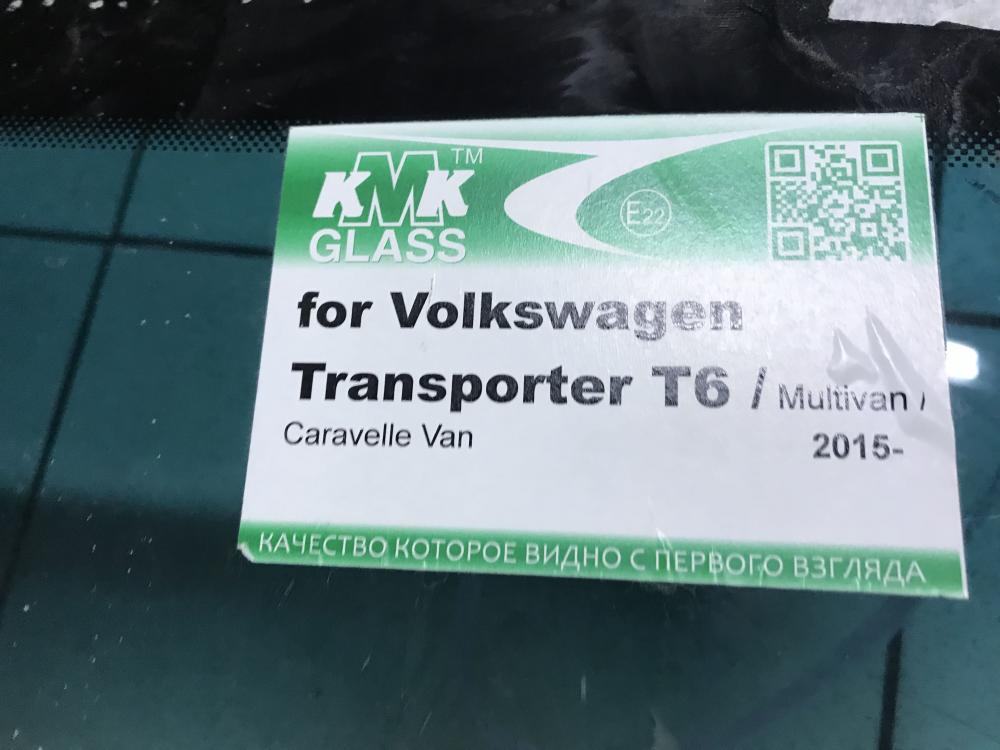 KMK™
GLASS
E22
for Volkswagen
Transporter T6 / Multivan /
Caravelle Van 2015-
КАЧЕСТВО КОТОРОЕ ВИДНО С ПЕРВОГО ВЗГЛЯДА